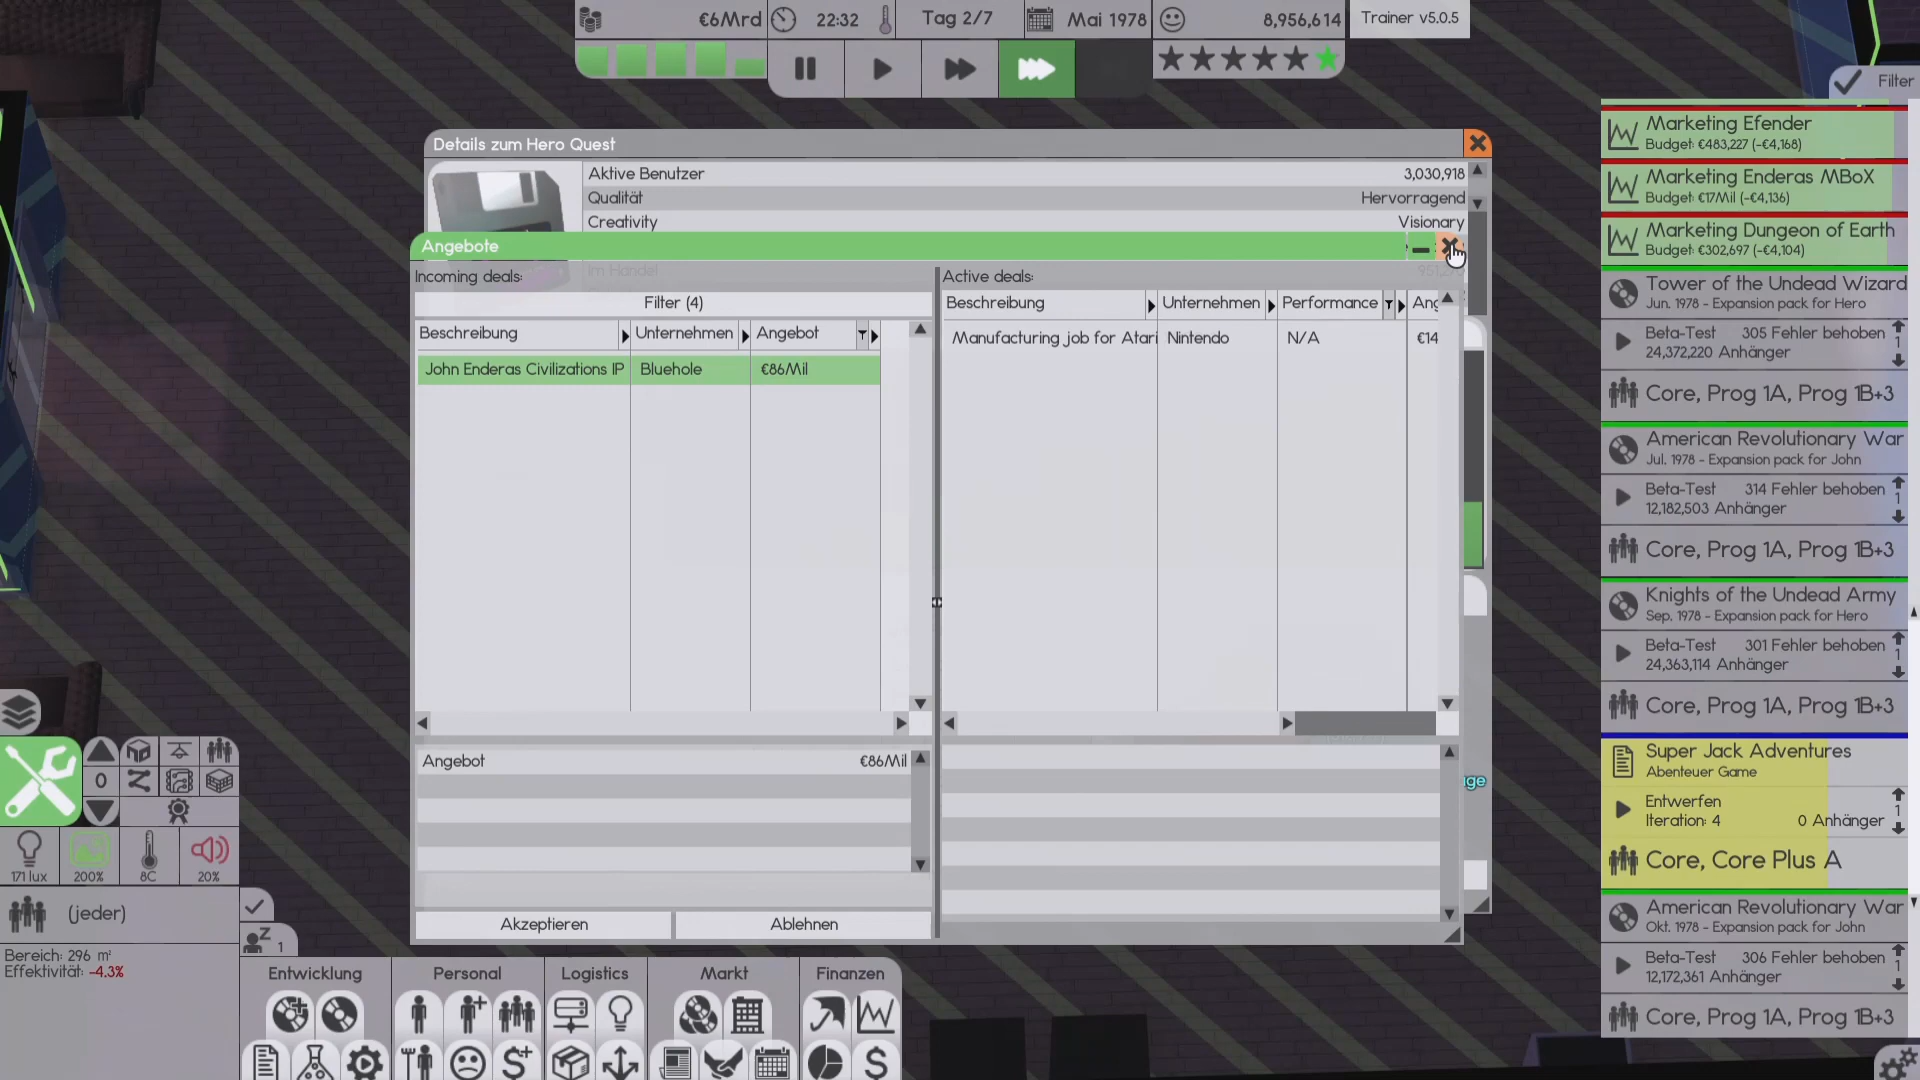 €6Mrd
22:32
Tag 2/7
Mai 1978
8,956,614
Trainer v5.0.5
Filter
Details zum Hero Quest
Aktive Benutzer 3,030,918
Qualität Hervorragend
Creativity Visionary
Angebote
Im Handel
Incoming deals:
Filter (4)
Beschreibung Unternehmen Angebot
John Enderas Civilizations IP Bluehole €86Mil
Angebot €86Mil
Akzeptieren Ablehnen
Active deals:
Beschreibung Unternehmen Performance Ang
Manufacturing job for Atari Nintendo N/A €14
Marketing Efender
Budget: €483,227 (-€4,168)
Marketing Enderas MBoX
Budget: €17Mil (-€4,136)
Marketing Dungeon of Earth
Budget: €302,697 (-€4,104)
Tower of the Undead Wizard
Jun. 1978 - Expansion pack for Hero
Beta-Test 305 Fehler behoben
24,372,220 Anhänger
1
Core, Prog 1A, Prog 1B+3
American Revolutionary War
Jul. 1978 - Expansion pack for John
Beta-Test 314 Fehler behoben
12,182,503 Anhänger
1
Core, Prog 1A, Prog 1B+3
Knights of the Undead Army
Sep. 1978 - Expansion pack for Hero
Beta-Test 301 Fehler behoben
24,363,114 Anhänger
1
Core, Prog 1A, Prog 1B+3
Super Jack Adventures
Abenteuer Game
Entwerfen
Iteration: 4 0 Anhänger
1
Core, Core Plus A
American Revolutionary War
Okt. 1978 - Expansion pack for John
Beta-Test 306 Fehler behoben
12,172,361 Anhänger
1
Core, Prog 1A, Prog 1B+3
0
171 lux 200% 8C 20%
(jeder)
Bereich: 296 m²
Effektivität: -4.3%
z 1
Entwicklung Personal Logistics Markt Finanzen